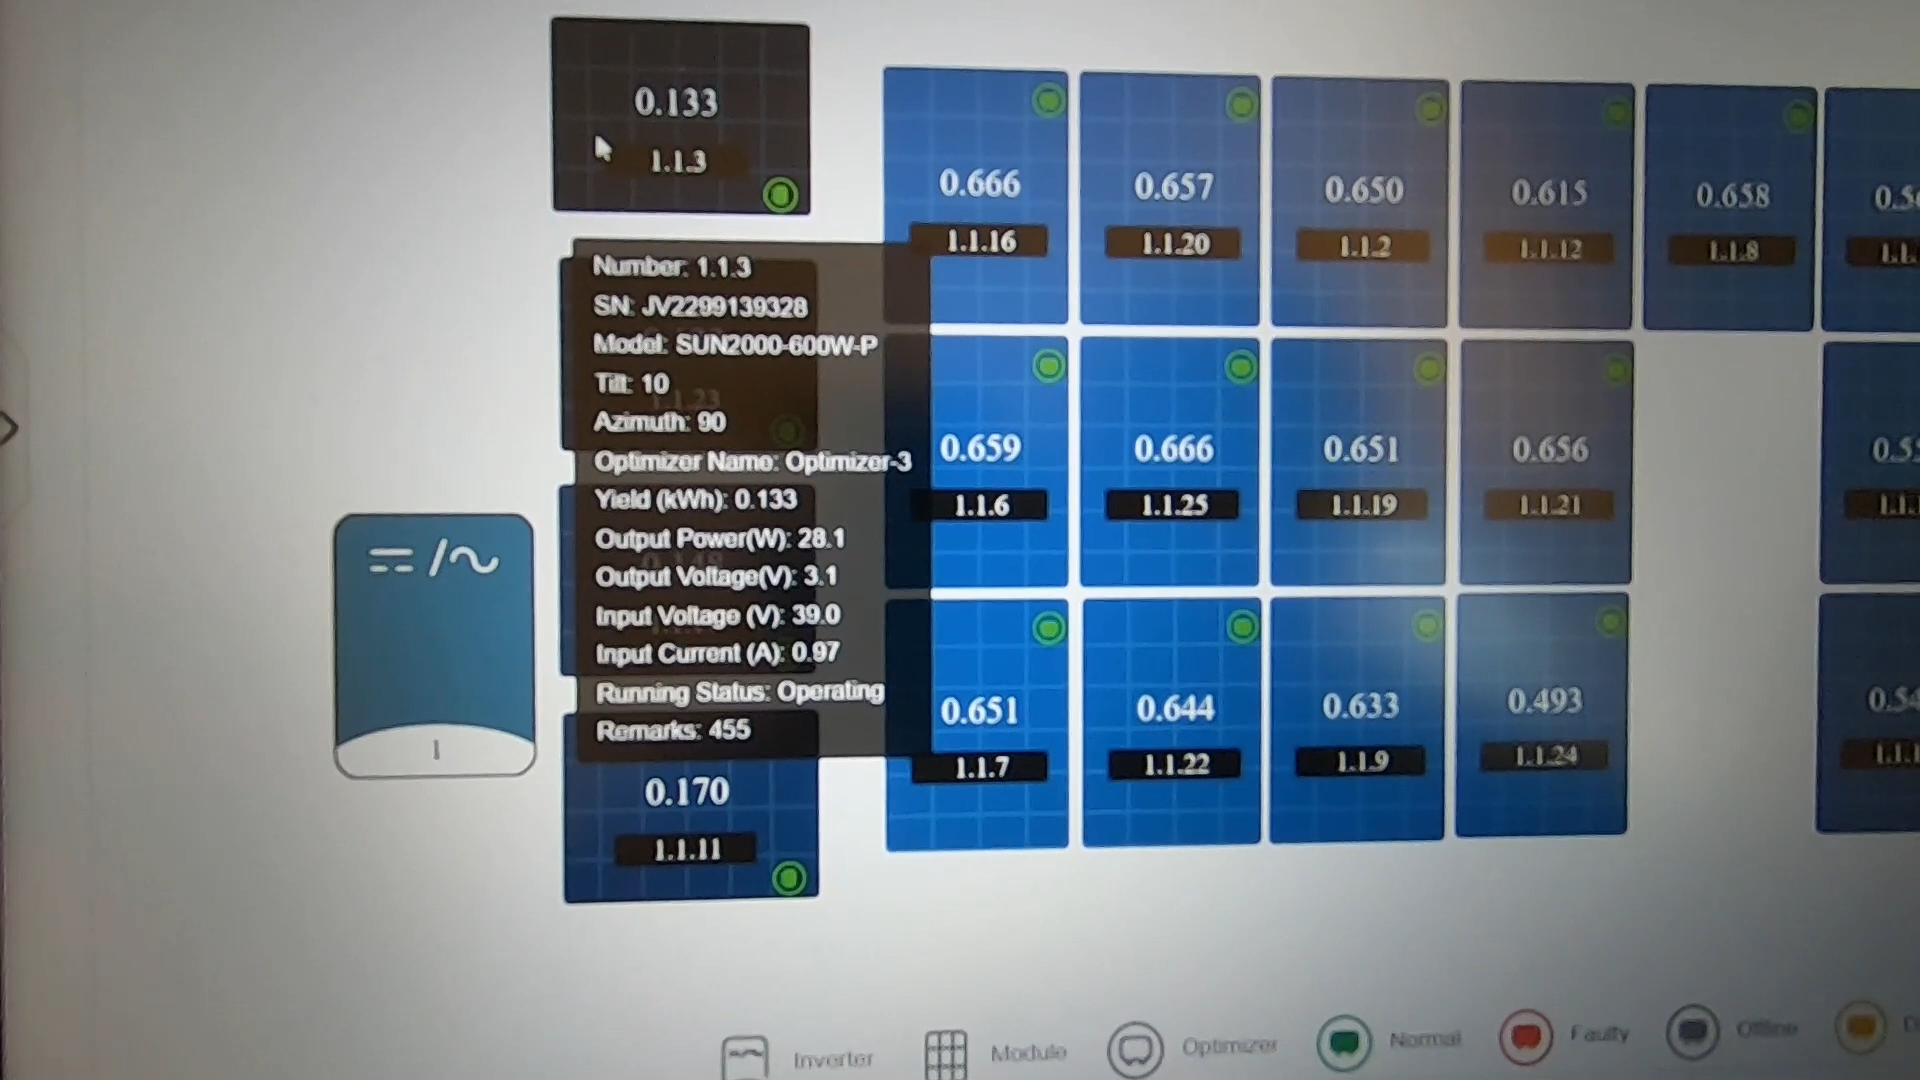 0.133
1.1.3
Number: 1.1.3
SN: JV2299139328
Model: SUN2000-600W-P
Tilt: 10
Azimuth: 90
Optimizer Name: Optimizer-3
Yield (kWh): 0.133
Output Power(W): 28.1
Output Voltage(V): 3.1
Input Voltage (V): 39.0
Input Current (A): 0.97
Running Status: Operating
Remarks: 455
0.170
1.1.11
0.666 0.657 0.650 0.615 0.658
1.1.16 1.1.20 1.1.2 1.1.12 1.1.8
0.659 0.666 0.651 0.656
1.1.6 1.1.25 1.1.19 1.1.21
0.651 0.644 0.633 0.493
1.1.7 1.1.22 1.1.9 1.1.24
1
Inverter Module Optimizer Normal Faulty Offline